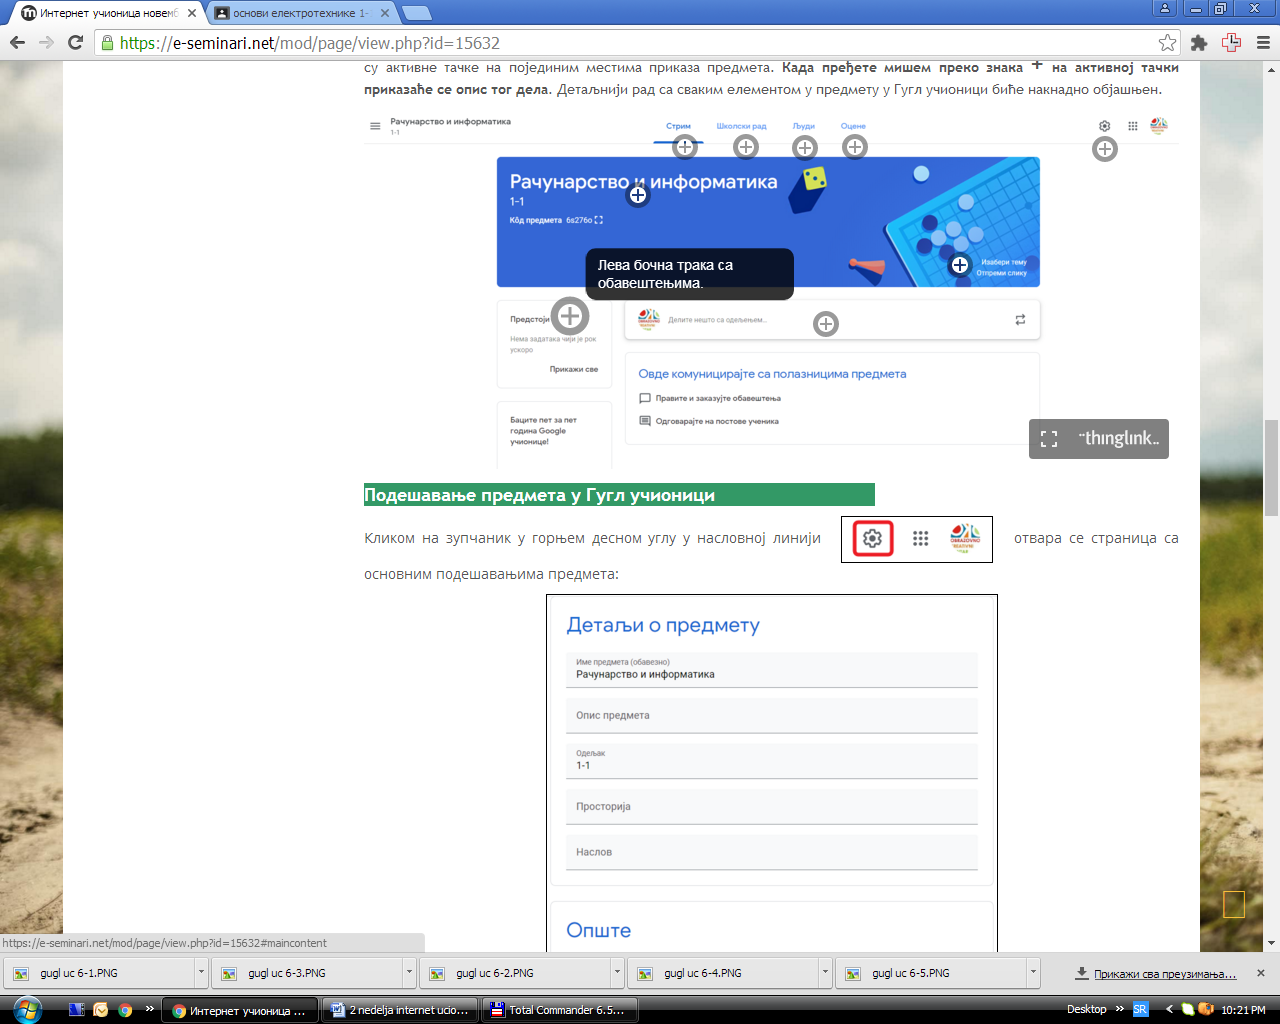 Интернет учионица новемб
основи електротехнике 1-
https://e-seminari.net/mod/page/view.php?id=15632
су активне тачке на појединим местима приказа предмета. Када пређете мишем преко знака + на активној тачки
приказаће се опис тог дела. Детаљнији рад са сваким елементом у предмету у Гугл учионици биће накнадно објашњен.
Рачунарство и информатика
1-1
Стрим
Школски рад
Људи
Оцене
Рачунарство и информатика
1-1
Кôд предмета 6s276o
Изабери тему
Отпреми слику
Лева бочна трака са
обавештењима.
Предстоји
Нема задатака чији је рок
ускоро
Прикажи све
Делите нешто са одељењем...
Овде комуницирајте са полазницима предмета
Правите и заказујте обавештења
Одговарајте на постове ученика
Баците пет за пет
година Google
учионице!
thinglink..
Подешавање предмета у Гугл учионици
Кликом на зупчаник у горњем десном углу у насловној линији
отвара се страница са
основним подешавањима предмета:
Детаљи о предмету
Име предмета (обавезно)
Рачунарство и информатика
Опис предмета
Одељак
1-1
Просторија
Наслов
Опште
https://e-seminari.net/mod/page/view.php?id=15632#maincontent
gugl uc 6-1.PNG
gugl uc 6-3.PNG
gugl uc 6-2.PNG
gugl uc 6-4.PNG
gugl uc 6-5.PNG
Прикажи сва преузимања...
Интернет учионица ...
2 nedelja internet ucio...
Total Commander 6.5...
Desktop
SR
10:21 PM